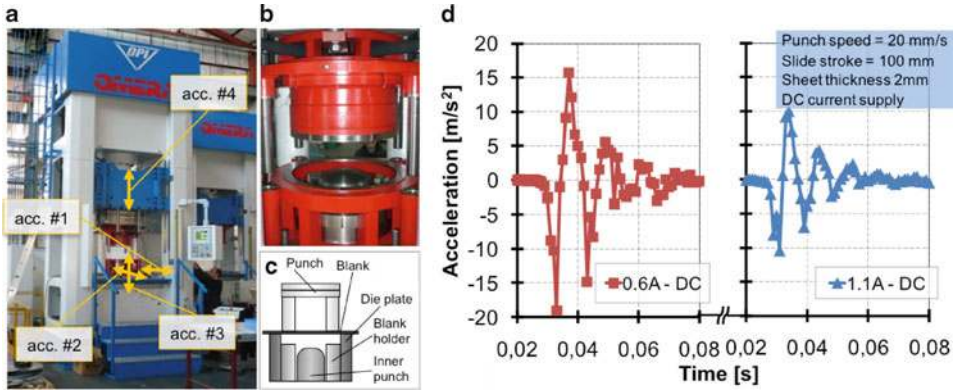 a
OPI
OMERA
OMERA
acc. #4
acc. #1
acc. #2
acc. #3
b
c
Punch
Blank
Die plate
Blank
holder
Inner
punch
d
Acceleration [m/s²]
20
15
10
5
0
-5
-10
-15
-20
0.6A - DC
0,02
0,04
0,06
0,08
Punch speed = 20 mm/s
Slide stroke = 100 mm
Sheet thickness 2mm
DC current supply
1.1A - DC
0,02
0,04
0,06
0,08
Time [s]